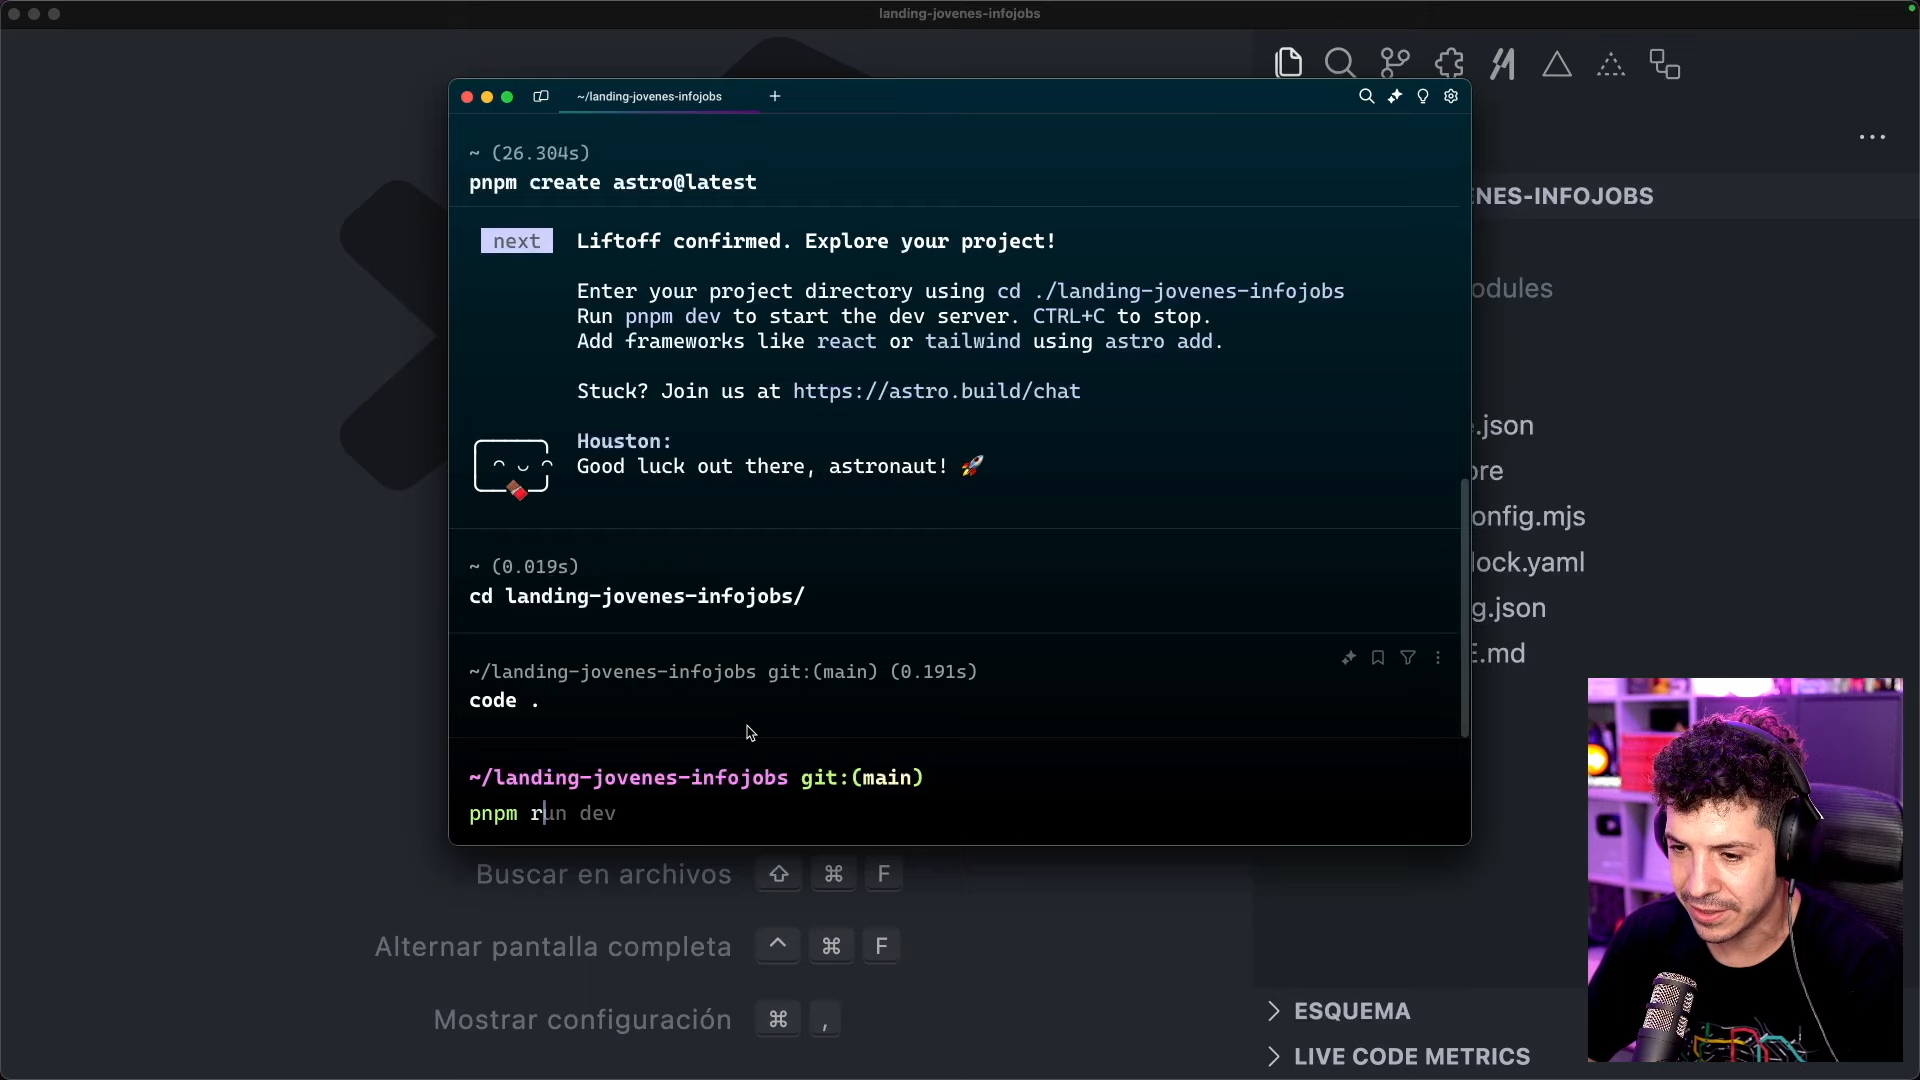 landing-jovenes-infojobs
~/landing-jovenes-infojobs
~ (26.304s)
pnpm create astro@latest
next Liftoff confirmed. Explore your project!
Enter your project directory using cd ./landing-jovenes-infojobs
Run pnpm dev to start the dev server. CTRL+C to stop.
Add frameworks like react or tailwind using astro add.
Stuck? Join us at https://astro.build/chat
Houston:
Good luck out there, astronaut! 🚀
~ (0.019s)
cd landing-jovenes-infojobs/
~/landing-jovenes-infojobs git:(main) (0.191s)
code .
~/landing-jovenes-infojobs git:(main)
pnpm run dev
Buscar en archivos ⇧ ⌘ F
Alternar pantalla completa ^ ⌘ F
Mostrar configuración ⌘ ,
ENES-INFOJOBS
odules
.json
ore
onfig.mjs
lock.yaml
g.json
E.md
ESQUEMA
LIVE CODE METRICS